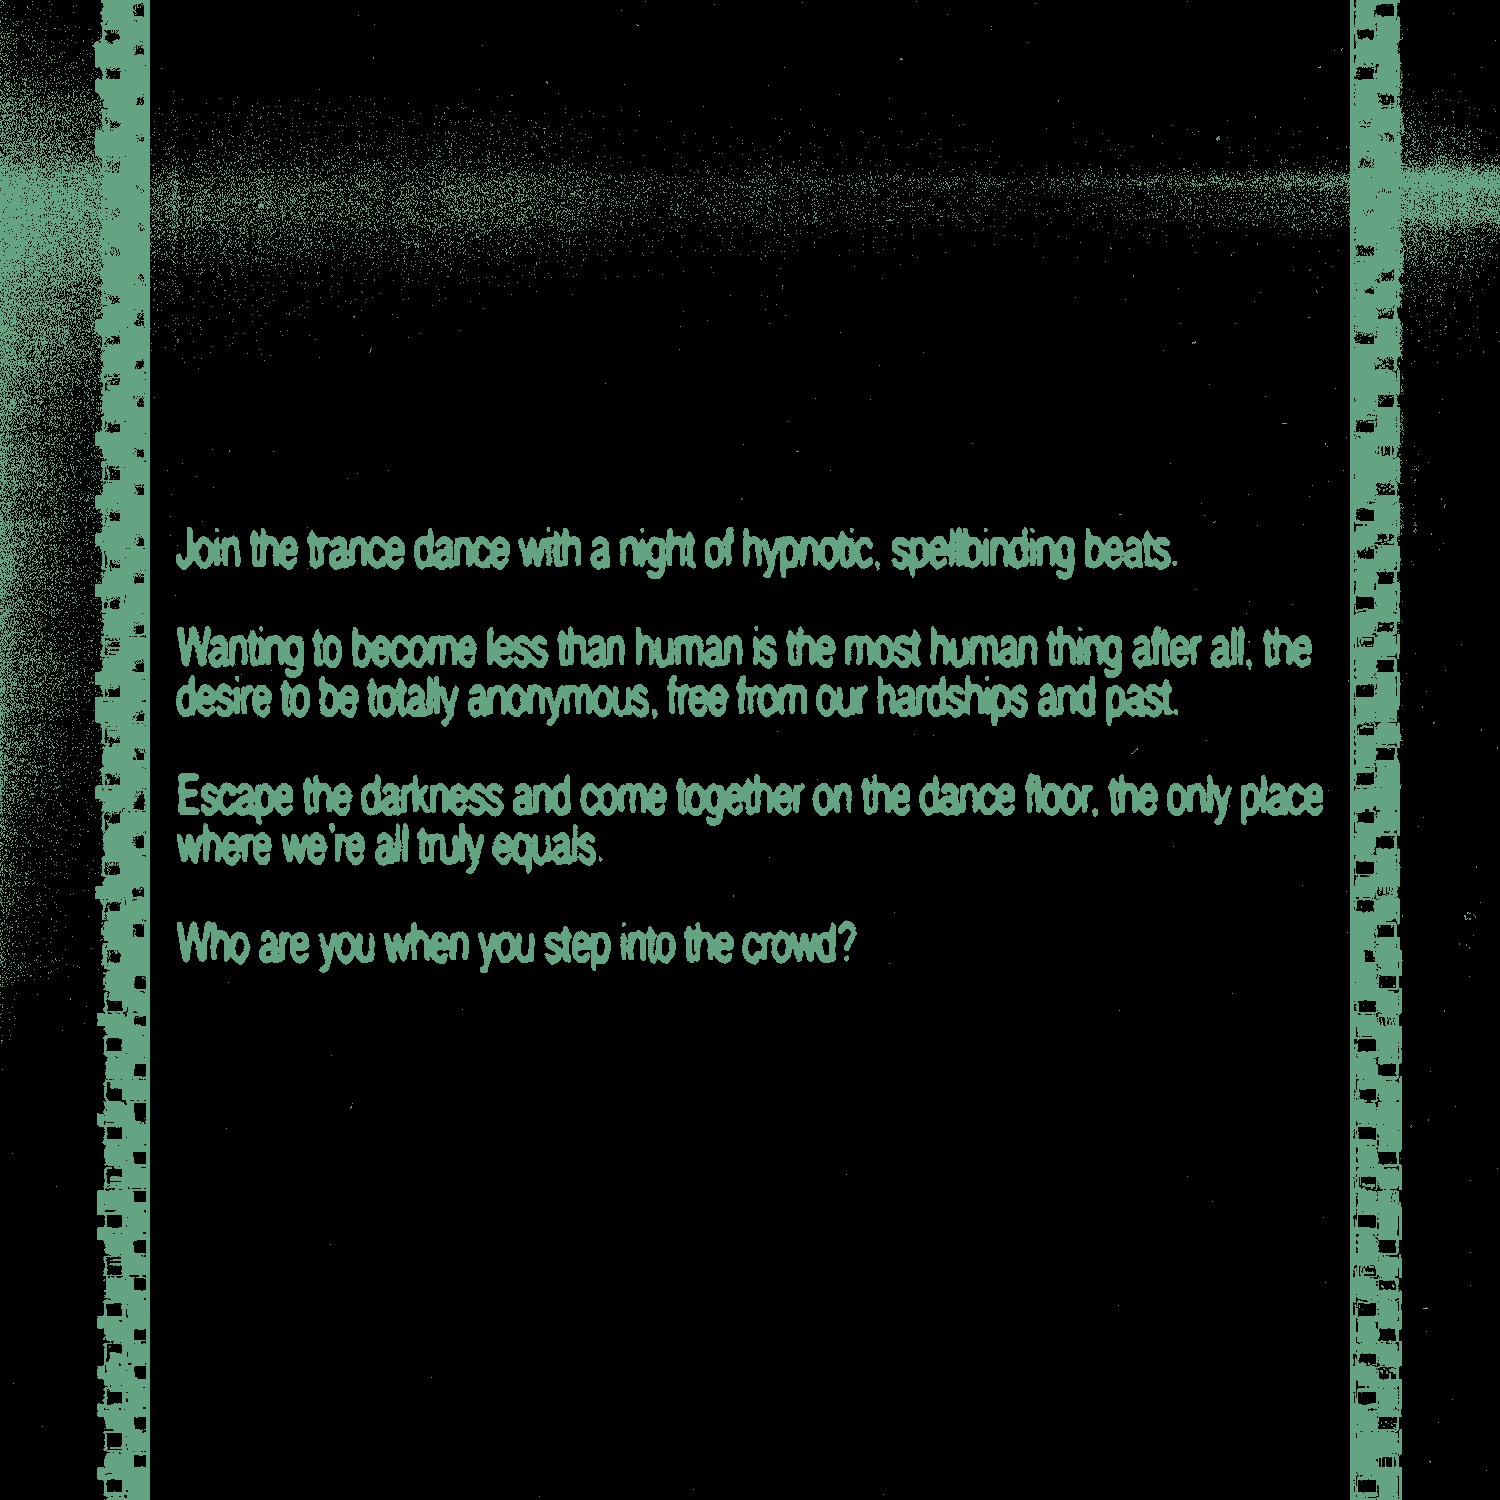 Join the trance dance with a night of hypnotic, spellbinding beats.
Wanting to become less than human is the most human thing after all, the
desire to be totally anonymous, free from our hardships and past.
Escape the darkness and come together on the dance floor, the only place
where we're all truly equals.
Who are you when you step into the crowd?